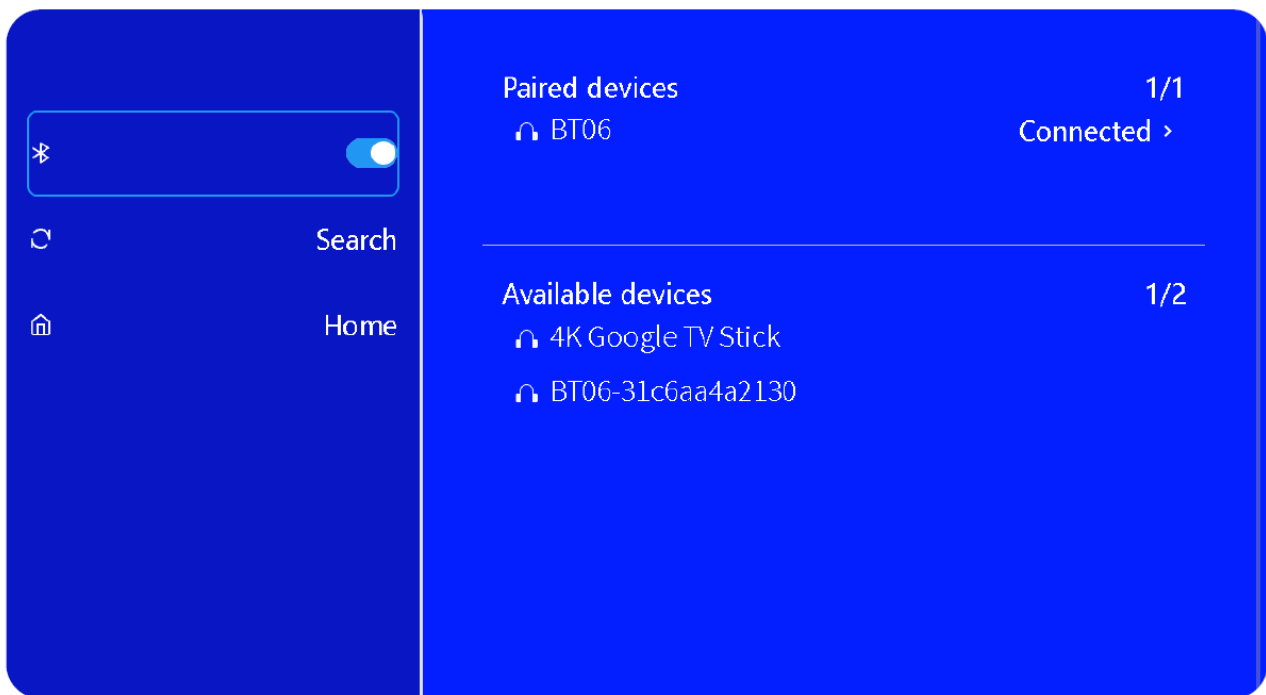 Search
Home
Paired devices 1/1
BT06 Connected >
Available devices 1/2
4K Google TV Stick
BT06-31c6aa4a2130